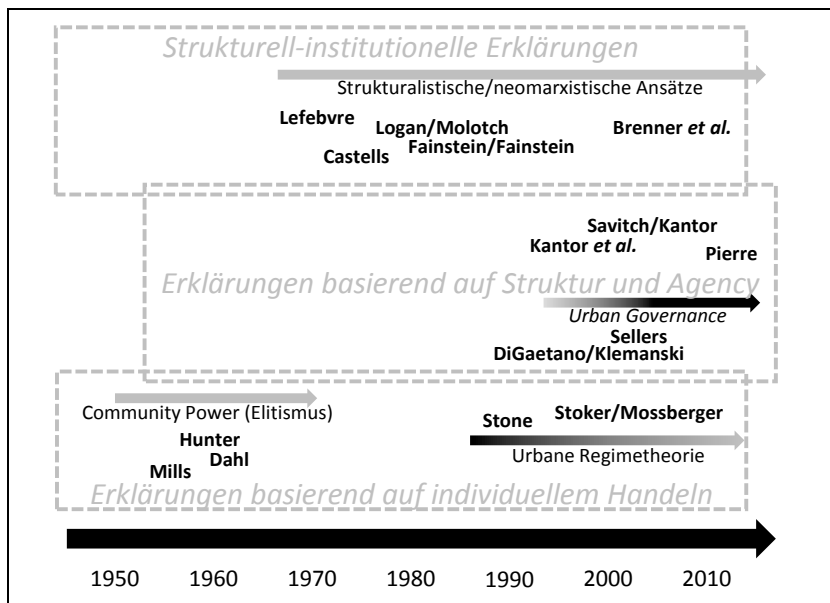 Strukturell-institutionelle Erklärungen
Strukturalistische/neomarxistische Ansätze
Lefebvre
Logan/Molotch
Brenner et al.
Fainstein/Fainstein
Castells
Savitch/Kantor
Kantor et al.
Pierre
Erklärungen basierend auf Struktur und Agency
Urban Governance
Sellers
DiGaetano/Klemanski
Community Power (Elitismus)
Stone
Stoker/Mossberger
Hunter
Dahl
Mills
Urbane Regimetheorie
Erklärungen basierend auf individuellem Handeln
1950 1960 1970 1980 1990 2000 2010